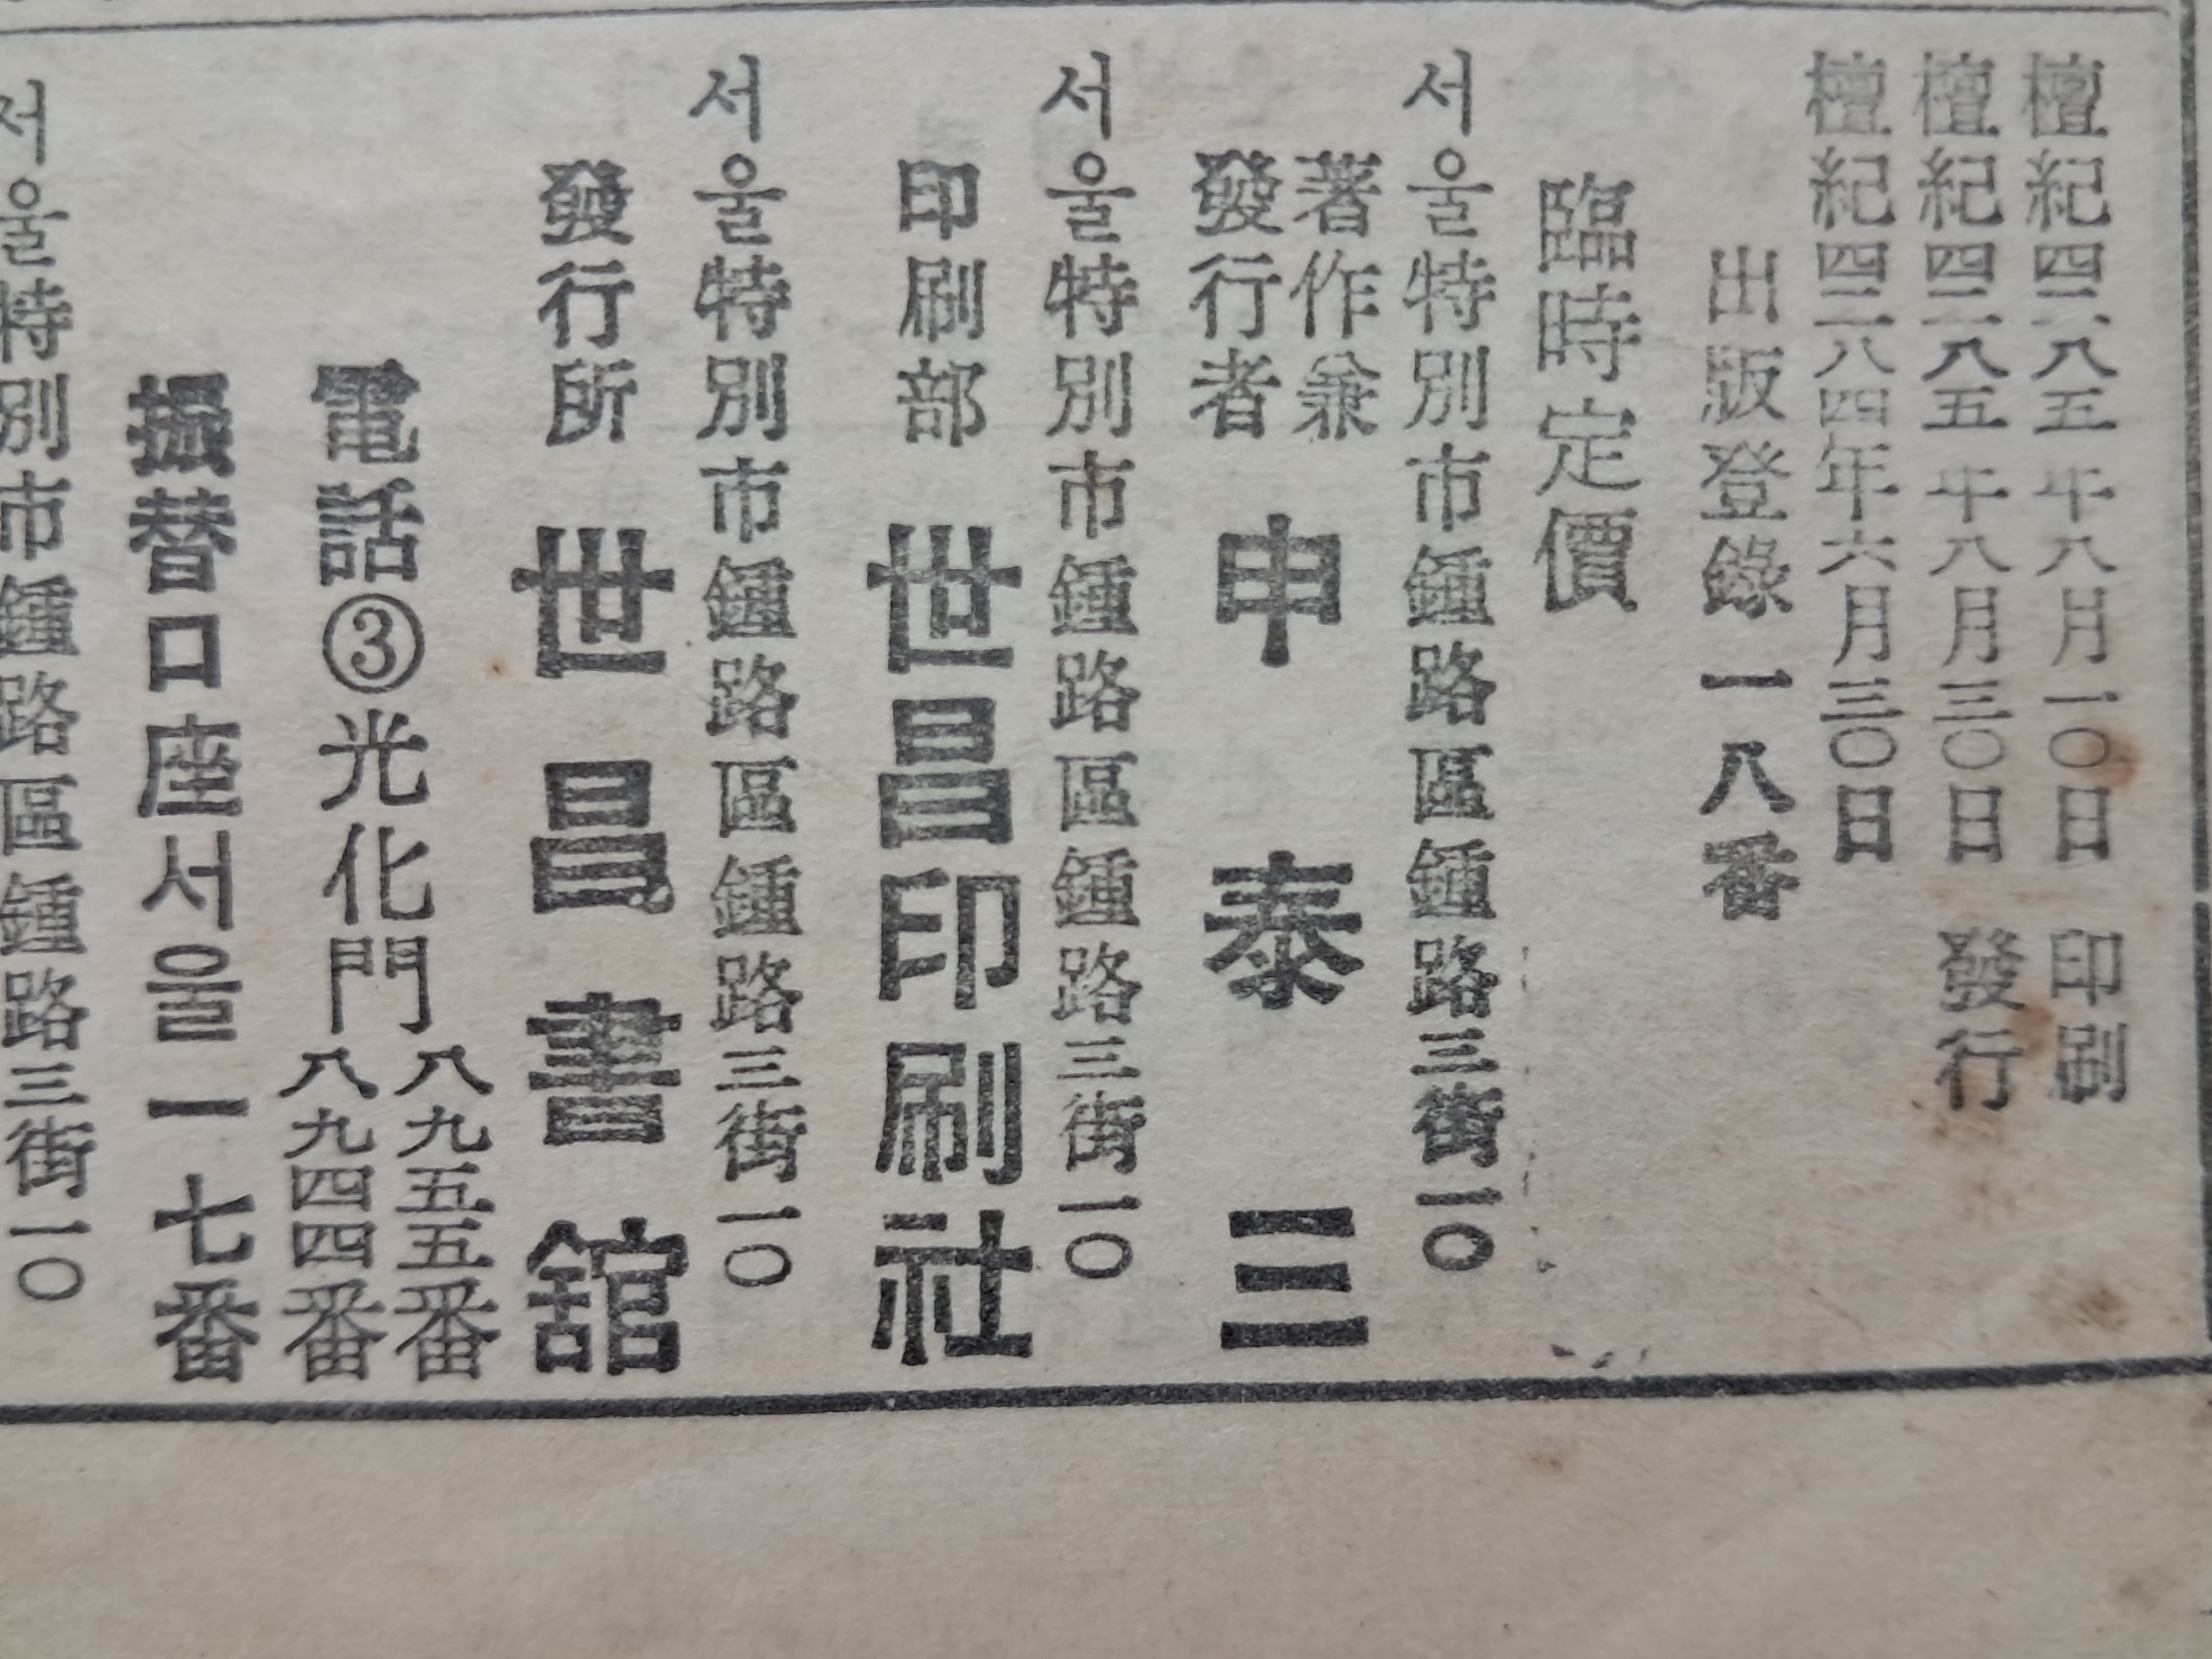 檀紀四二八五年八月一〇日 印刷
檀紀四二八五年八月三〇日 發行
檀紀四二八四年六月三〇日
出版登錄一八番
臨時定價
서울特別市鍾路區鍾路三街一〇
著作兼
發行者 申泰三
서울特別市鍾路區鍾路三街一〇
印刷部 世昌印刷社
서울特別市鍾路區鍾路三街一〇
發行所 世昌書舘
電話③光化門 八九五五番
八九四四番
振替口座서울一七番
서울特別市鍾路區鍾路三街一〇